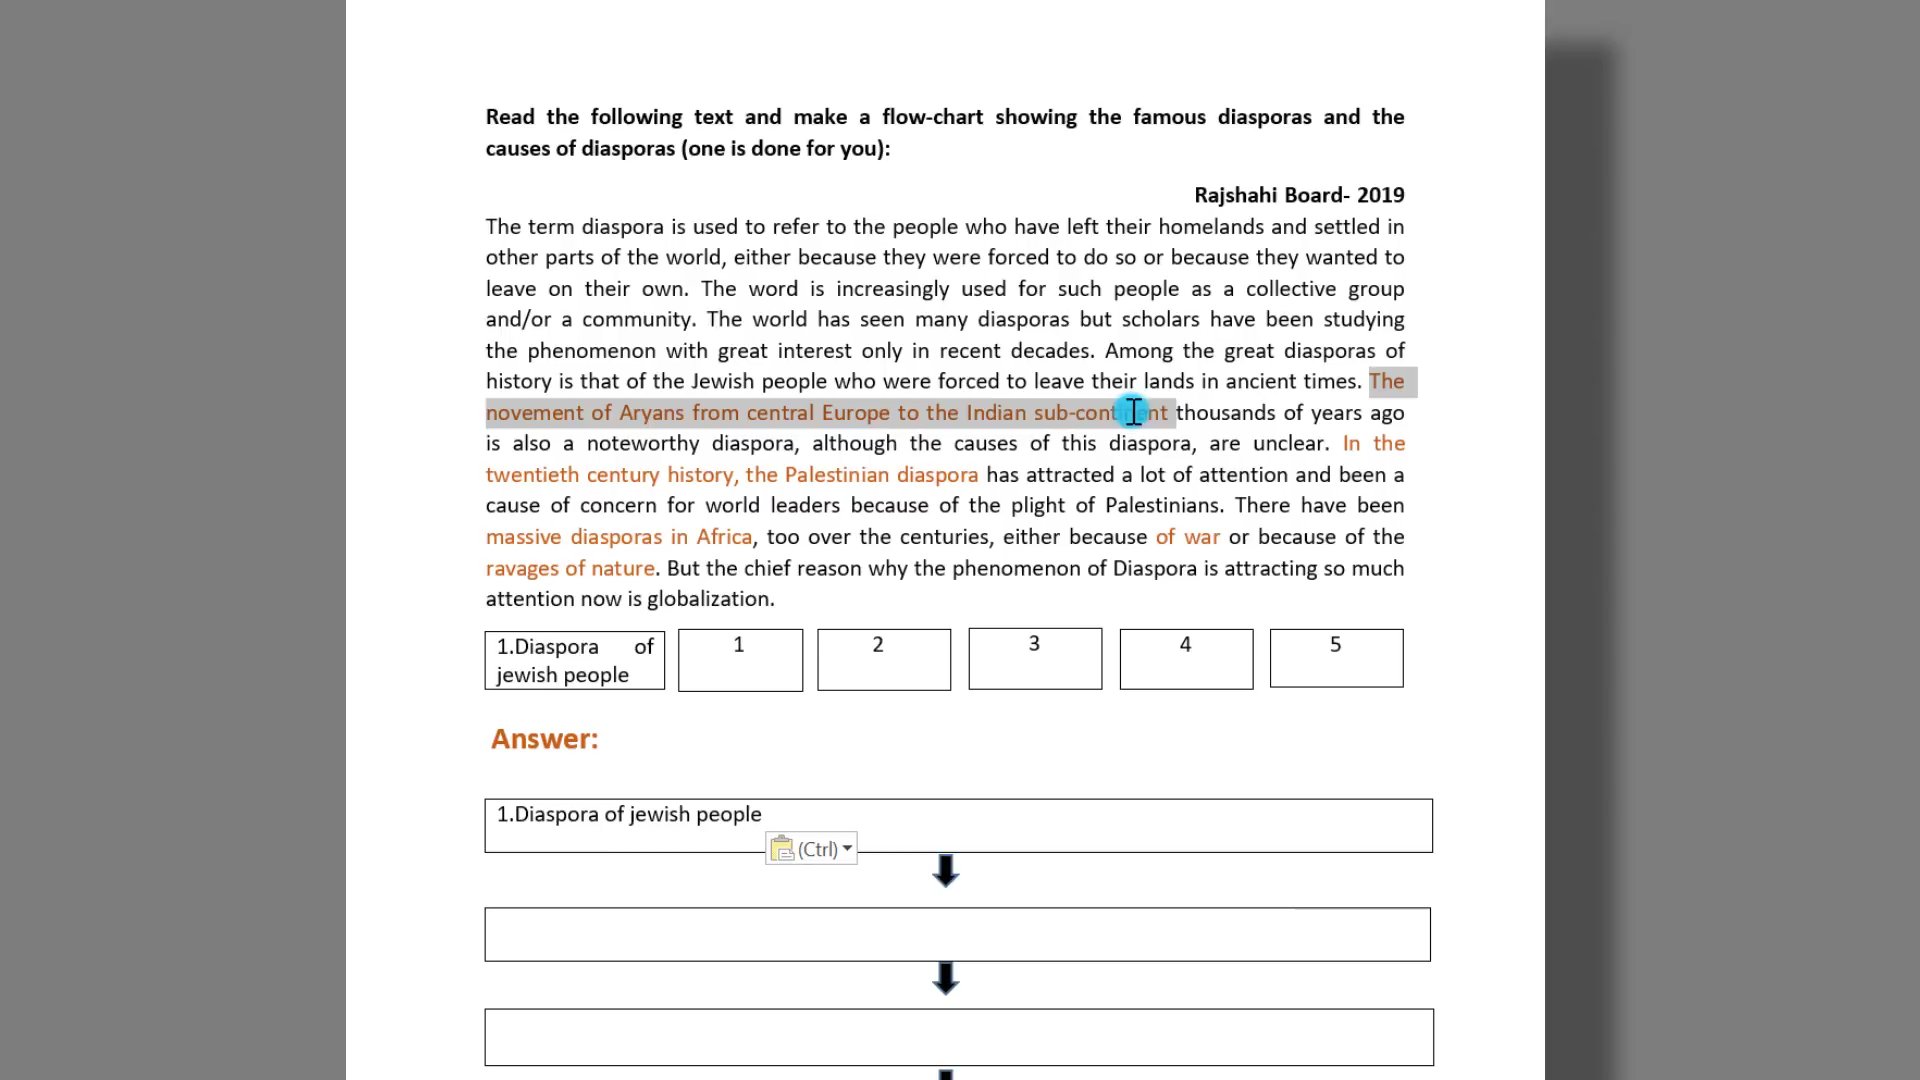 Read the following text and make a flow-chart showing the famous diasporas and the
causes of diasporas (one is done for you):
Rajshahi Board- 2019
The term diaspora is used to refer to the people who have left their homelands and settled in
other parts of the world, either because they were forced to do so or because they wanted to
leave on their own. The word is increasingly used for such people as a collective group
and/or a community. The world has seen many diasporas but scholars have been studying
the phenomenon with great interest only in recent decades. Among the great diasporas of
history is that of the Jewish people who were forced to leave their lands in ancient times. The
novement of Aryans from central Europe to the Indian sub-continent thousands of years ago
is also a noteworthy diaspora, although the causes of this diaspora, are unclear. In the
twentieth century history, the Palestinian diaspora has attracted a lot of attention and been a
cause of concern for world leaders because of the plight of Palestinians. There have been
massive diasporas in Africa, too over the centuries, either because of war or because of the
ravages of nature. But the chief reason why the phenomenon of Diaspora is attracting so much
attention now is globalization.
1.Diaspora of
jewish people
1
2
3
4
5
Answer:
1.Diaspora of jewish people
(Ctrl)